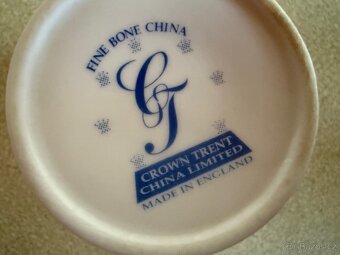 FINE BONE CHINA
CT
CROWN TRENT
CHINA LIMITED
MADE IN ENGLAND